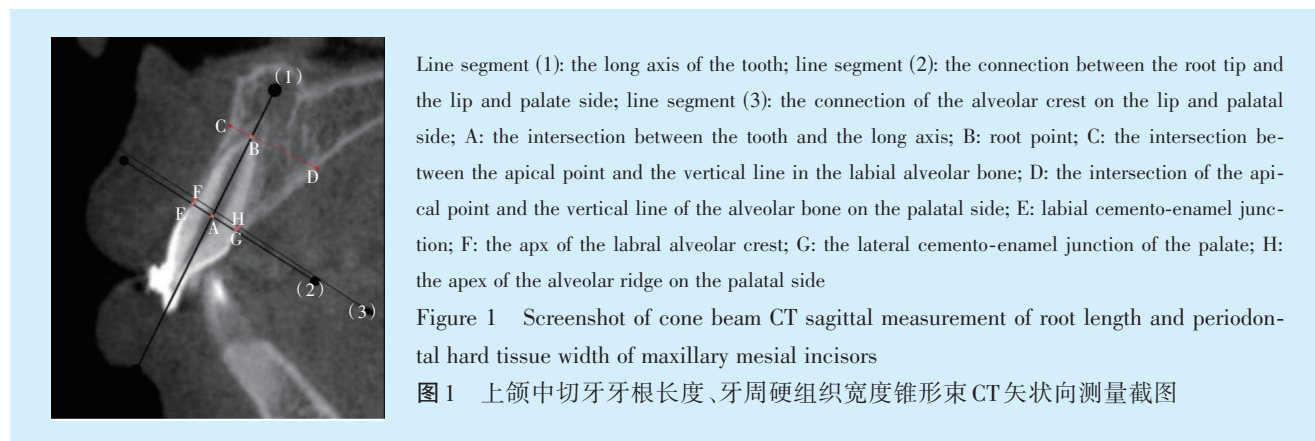 (1)
C
B
D
F
E
H
A
G
(2)
(3)
Line segment (1): the long axis of the tooth; line segment (2): the connection between the root tip and
the lip and palate side; line segment (3): the connection of the alveolar crest on the lip and palatal
side; A: the intersection between the tooth and the long axis; B: root point; C: the intersection be-
tween the apical point and the vertical line in the labial alveolar bone; D: the intersection of the api-
cal point and the vertical line of the alveolar bone on the palatal side; E: labial cemento-enamel junc-
tion; F: the apx of the labral alveolar crest; G: the lateral cemento-enamel junction of the palate; H:
the apex of the alveolar ridge on the palatal side
Figure 1 Screenshot of cone beam CT sagittal measurement of root length and periodon-
tal hard tissue width of maxillary mesial incisors
图1 上颌中切牙牙根长度、牙周硬组织宽度锥形束CT矢状向测量截图